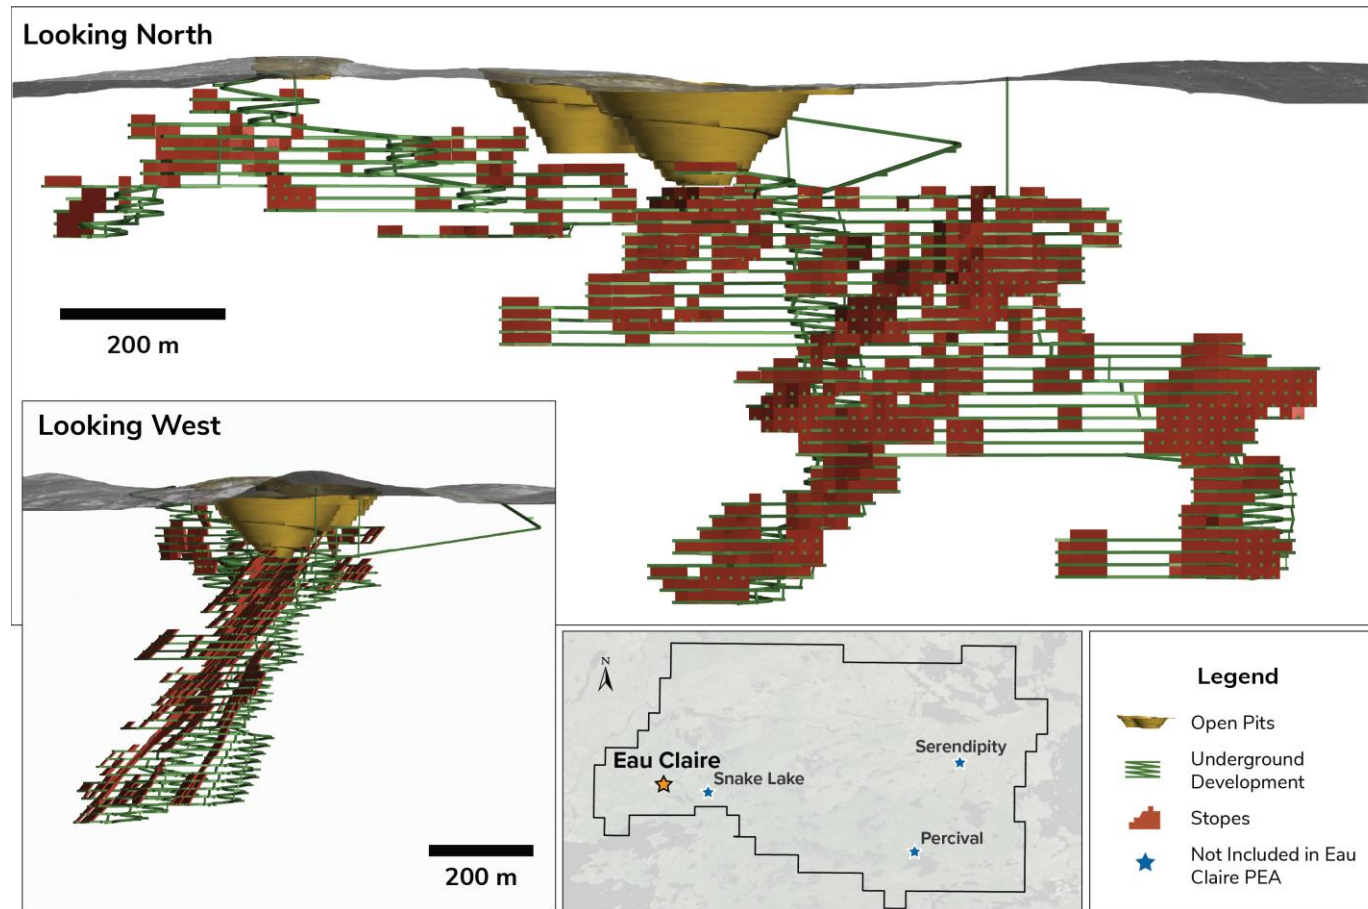 Looking North
200 m
Looking West
200 m
N
Eau Claire
Snake Lake
Serendipity
Percival
Legend
Open Pits
Underground
Development
Stopes
Not Included in Eau
Claire PEA